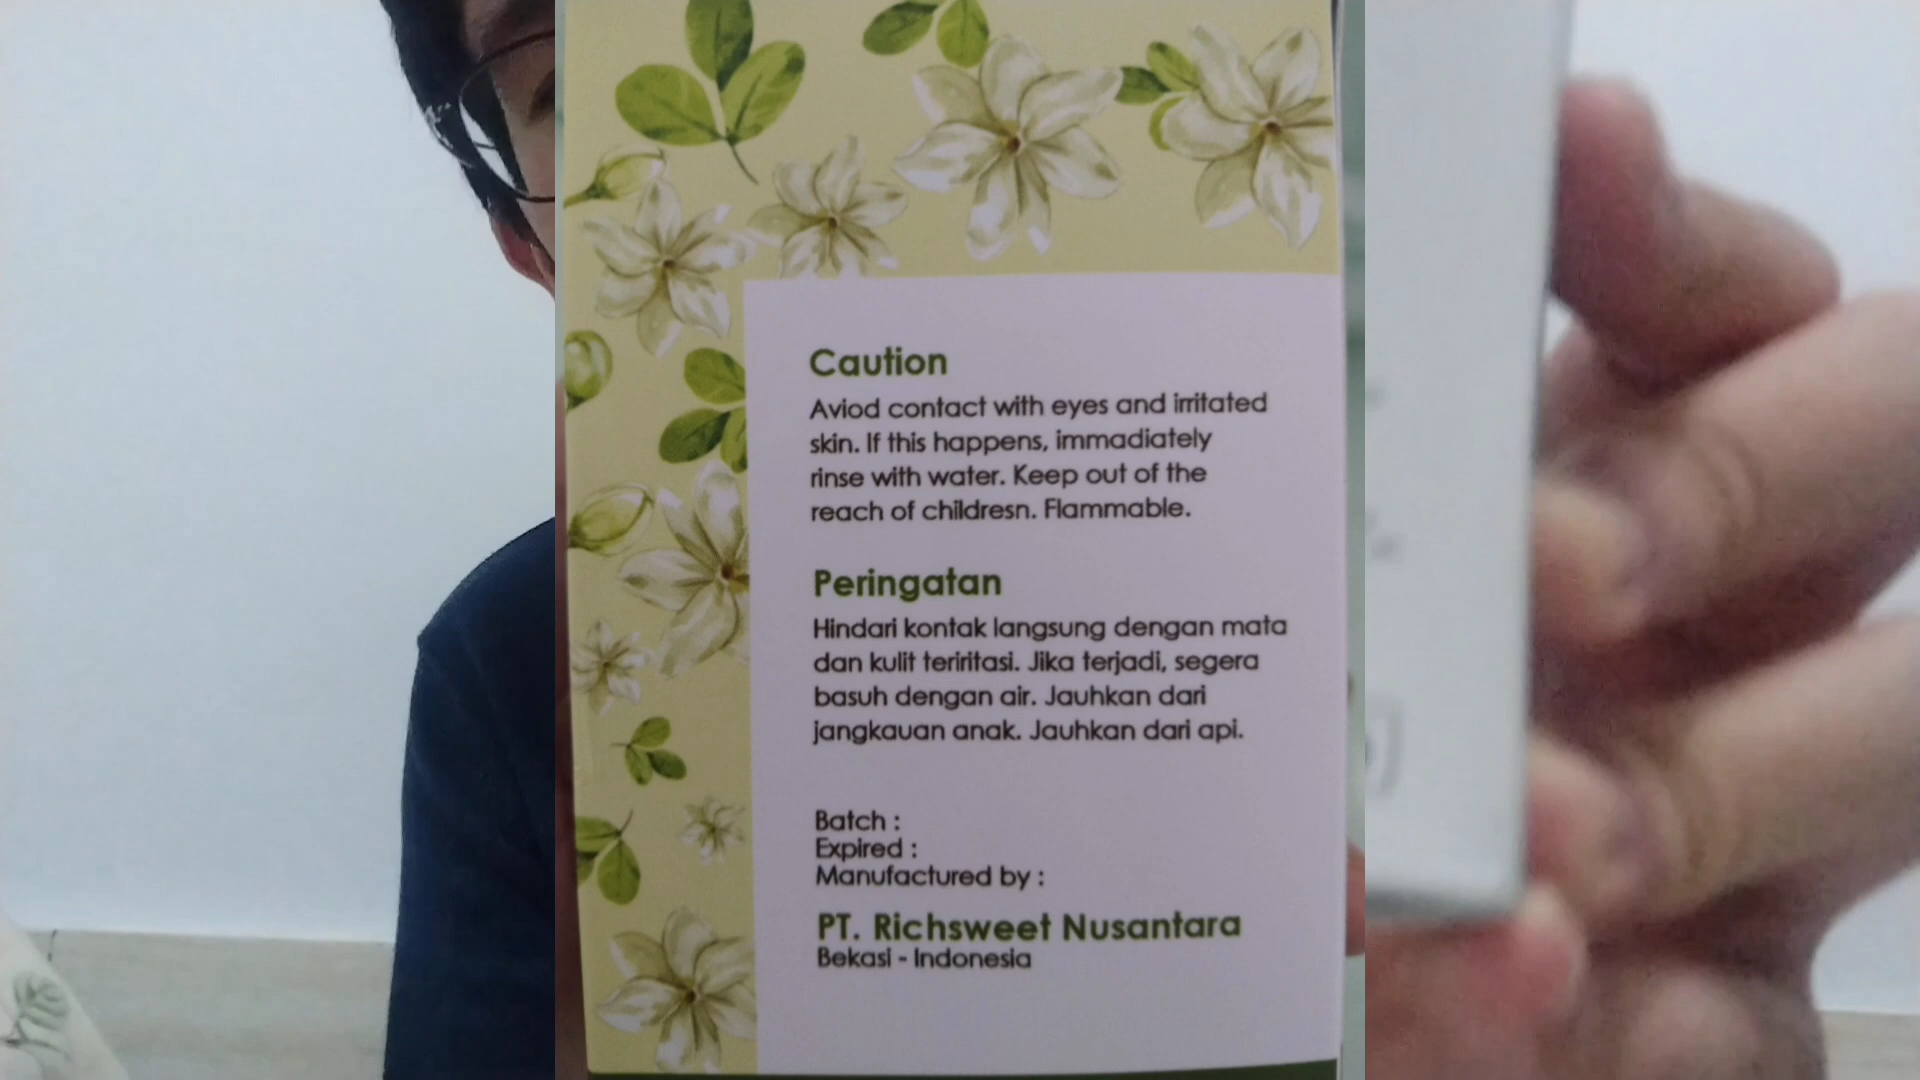 Caution
Aviod contact with eyes and irritated
skin. If this happens, immadiately
rinse with water. Keep out of the
reach of childresn. Flammable.
Peringatan
Hindari kontak langsung dengan mata
dan kulit teriritasi. Jika terjadi, segera
basuh dengan air. Jauhkan dari
jangkauan anak. Jauhkan dari api.
Batch :
Expired :
Manufactured by :
PT. Richsweet Nusantara
Bekasi - Indonesia